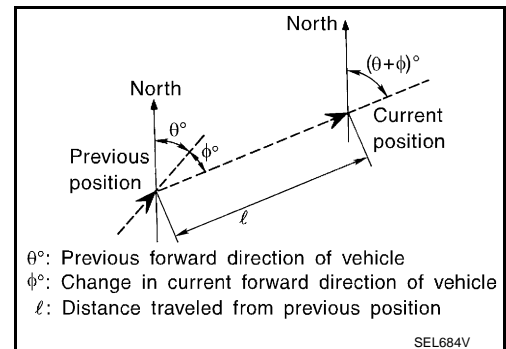 North
(θ+ϕ)°
North
θ°
ϕ°
Previous
position
Current
position
ℓ
θ°: Previous forward direction of vehicle
ϕ°: Change in current forward direction of vehicle
ℓ: Distance traveled from previous position
SEL684V